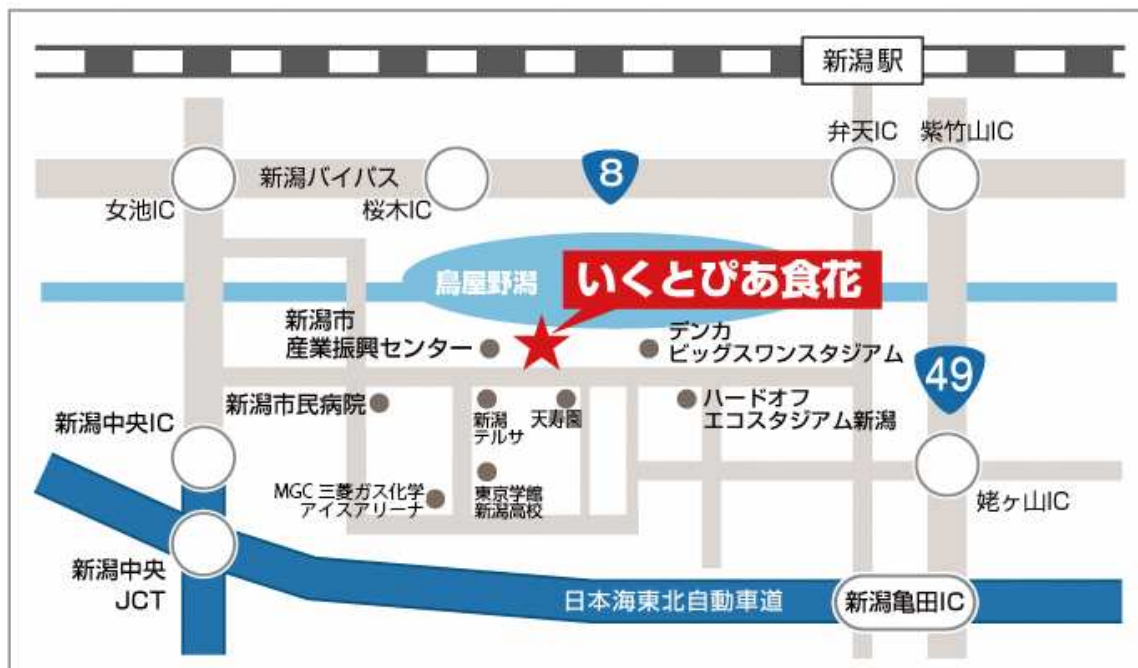 新潟駅
弁天IC
紫竹山IC
新潟バイパス
8
女池IC
桜木IC
鳥屋野潟
いくとぴあ食花
新潟市
産業振興センター
デンカ
ビッグスワンスタジアム
49
新潟市民病院
新潟
テルサ
天寿園
ハードオフ
エコスタジアム新潟
新潟中央IC
MGC 三菱ガス化学
アイスアリーナ
東京学館
新潟高校
姥ヶ山IC
新潟中央
JCT
日本海東北自動車道
新潟亀田IC